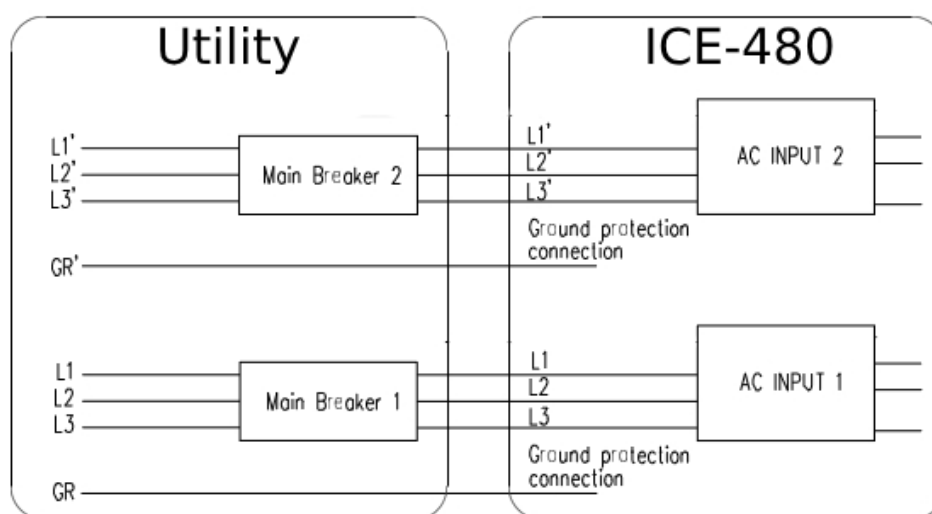 Utility
ICE-480
L1'
L2'
L3'
Main Breaker 2
L1'
L2'
L3'
AC INPUT 2
Ground protection
connection
GR'
L1
L2
L3
Main Breaker 1
L1
L2
L3
AC INPUT 1
Ground protection
connection
GR